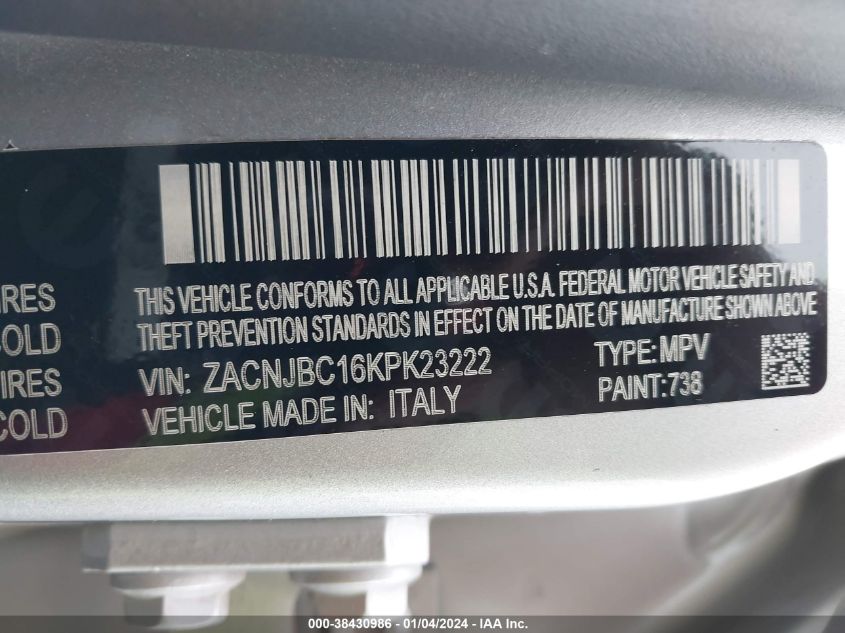 IRES
COLD
IRES
COLD
THIS VEHICLE CONFORMS TO ALL APPLICABLE U.S.A. FEDERAL MOTOR VEHICLE SAFETY AND
THEFT PREVENTION STANDARDS IN EFFECT ON THE DATE OF MANUFACTURE SHOWN ABOVE
VIN: ZACNJBC16KPK23222
TYPE: MPV
VEHICLE MADE IN: ITALY
PAINT:738
000-38430986 - 01/04/2024 - IAA Inc.